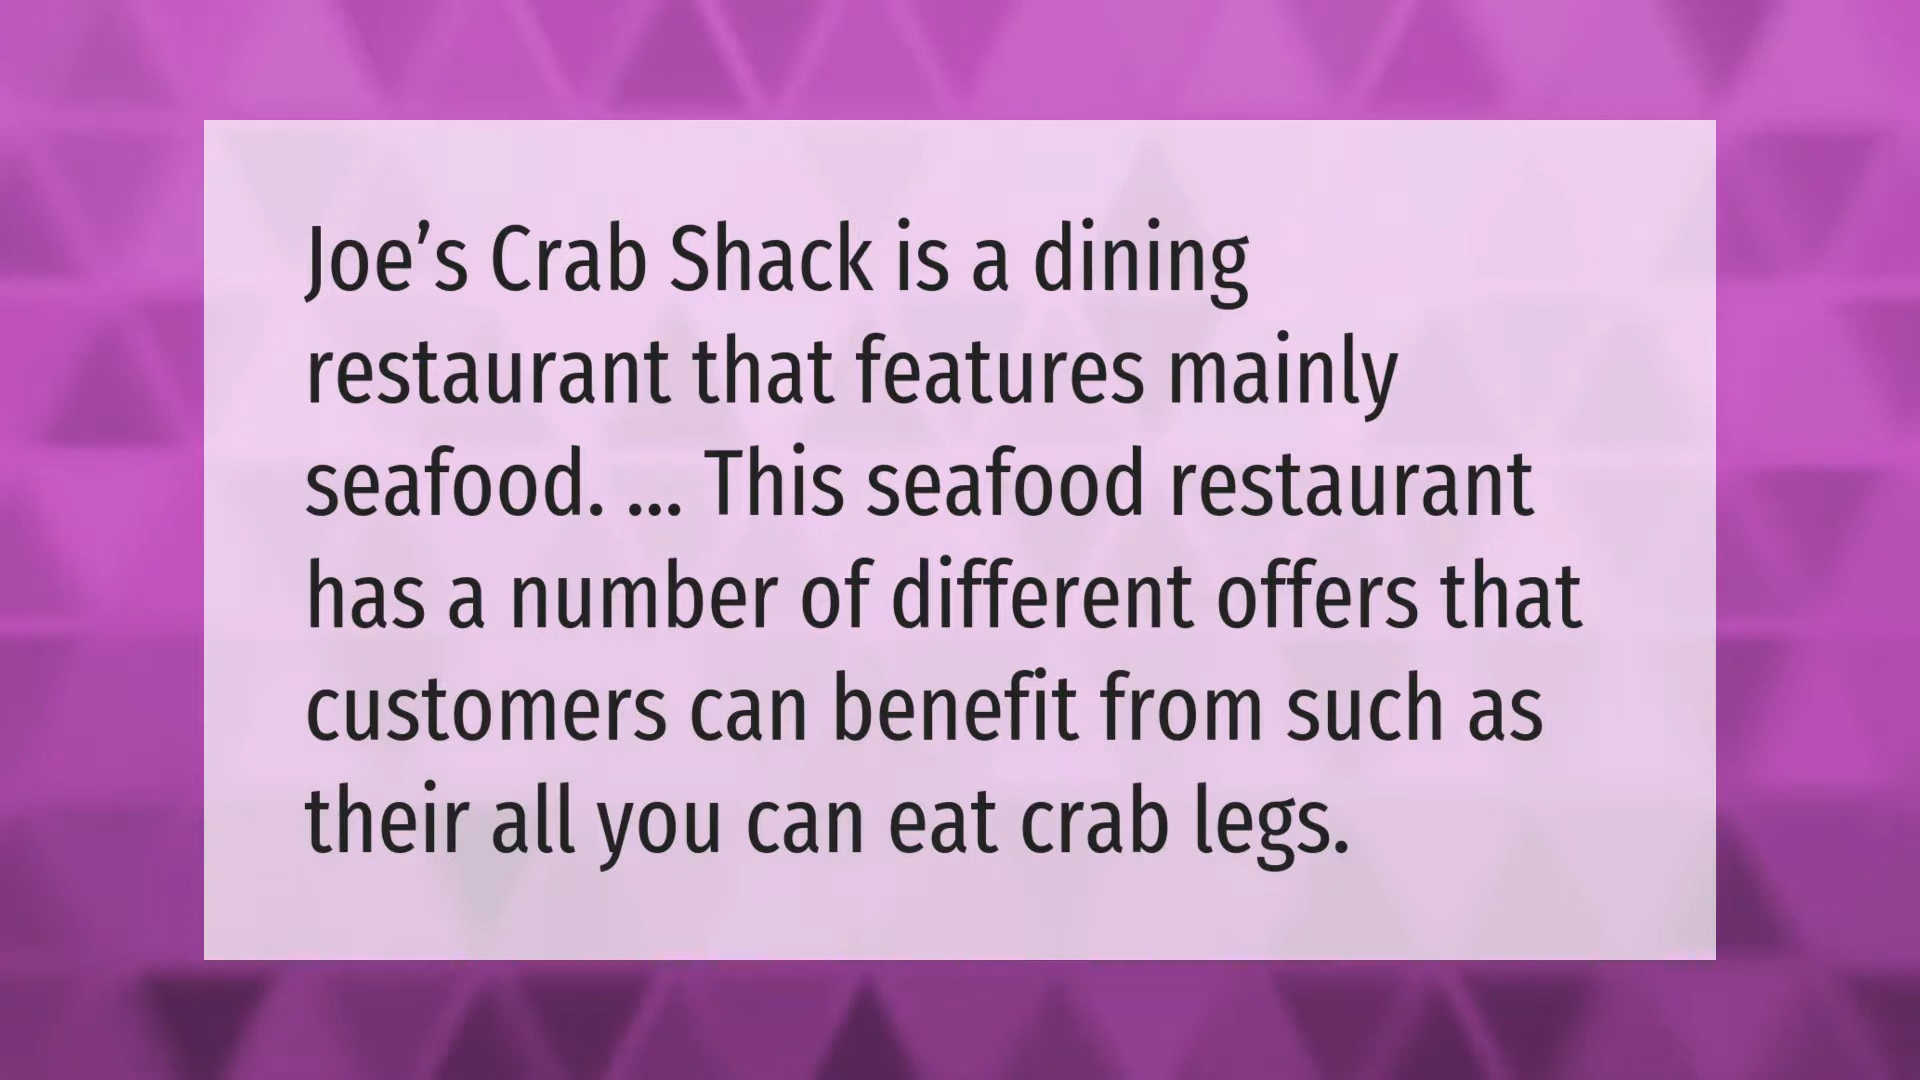 Joe’s Crab Shack is a dining
restaurant that features mainly
seafood. ... This seafood restaurant
has a number of different offers that
customers can benefit from such as
their all you can eat crab legs.